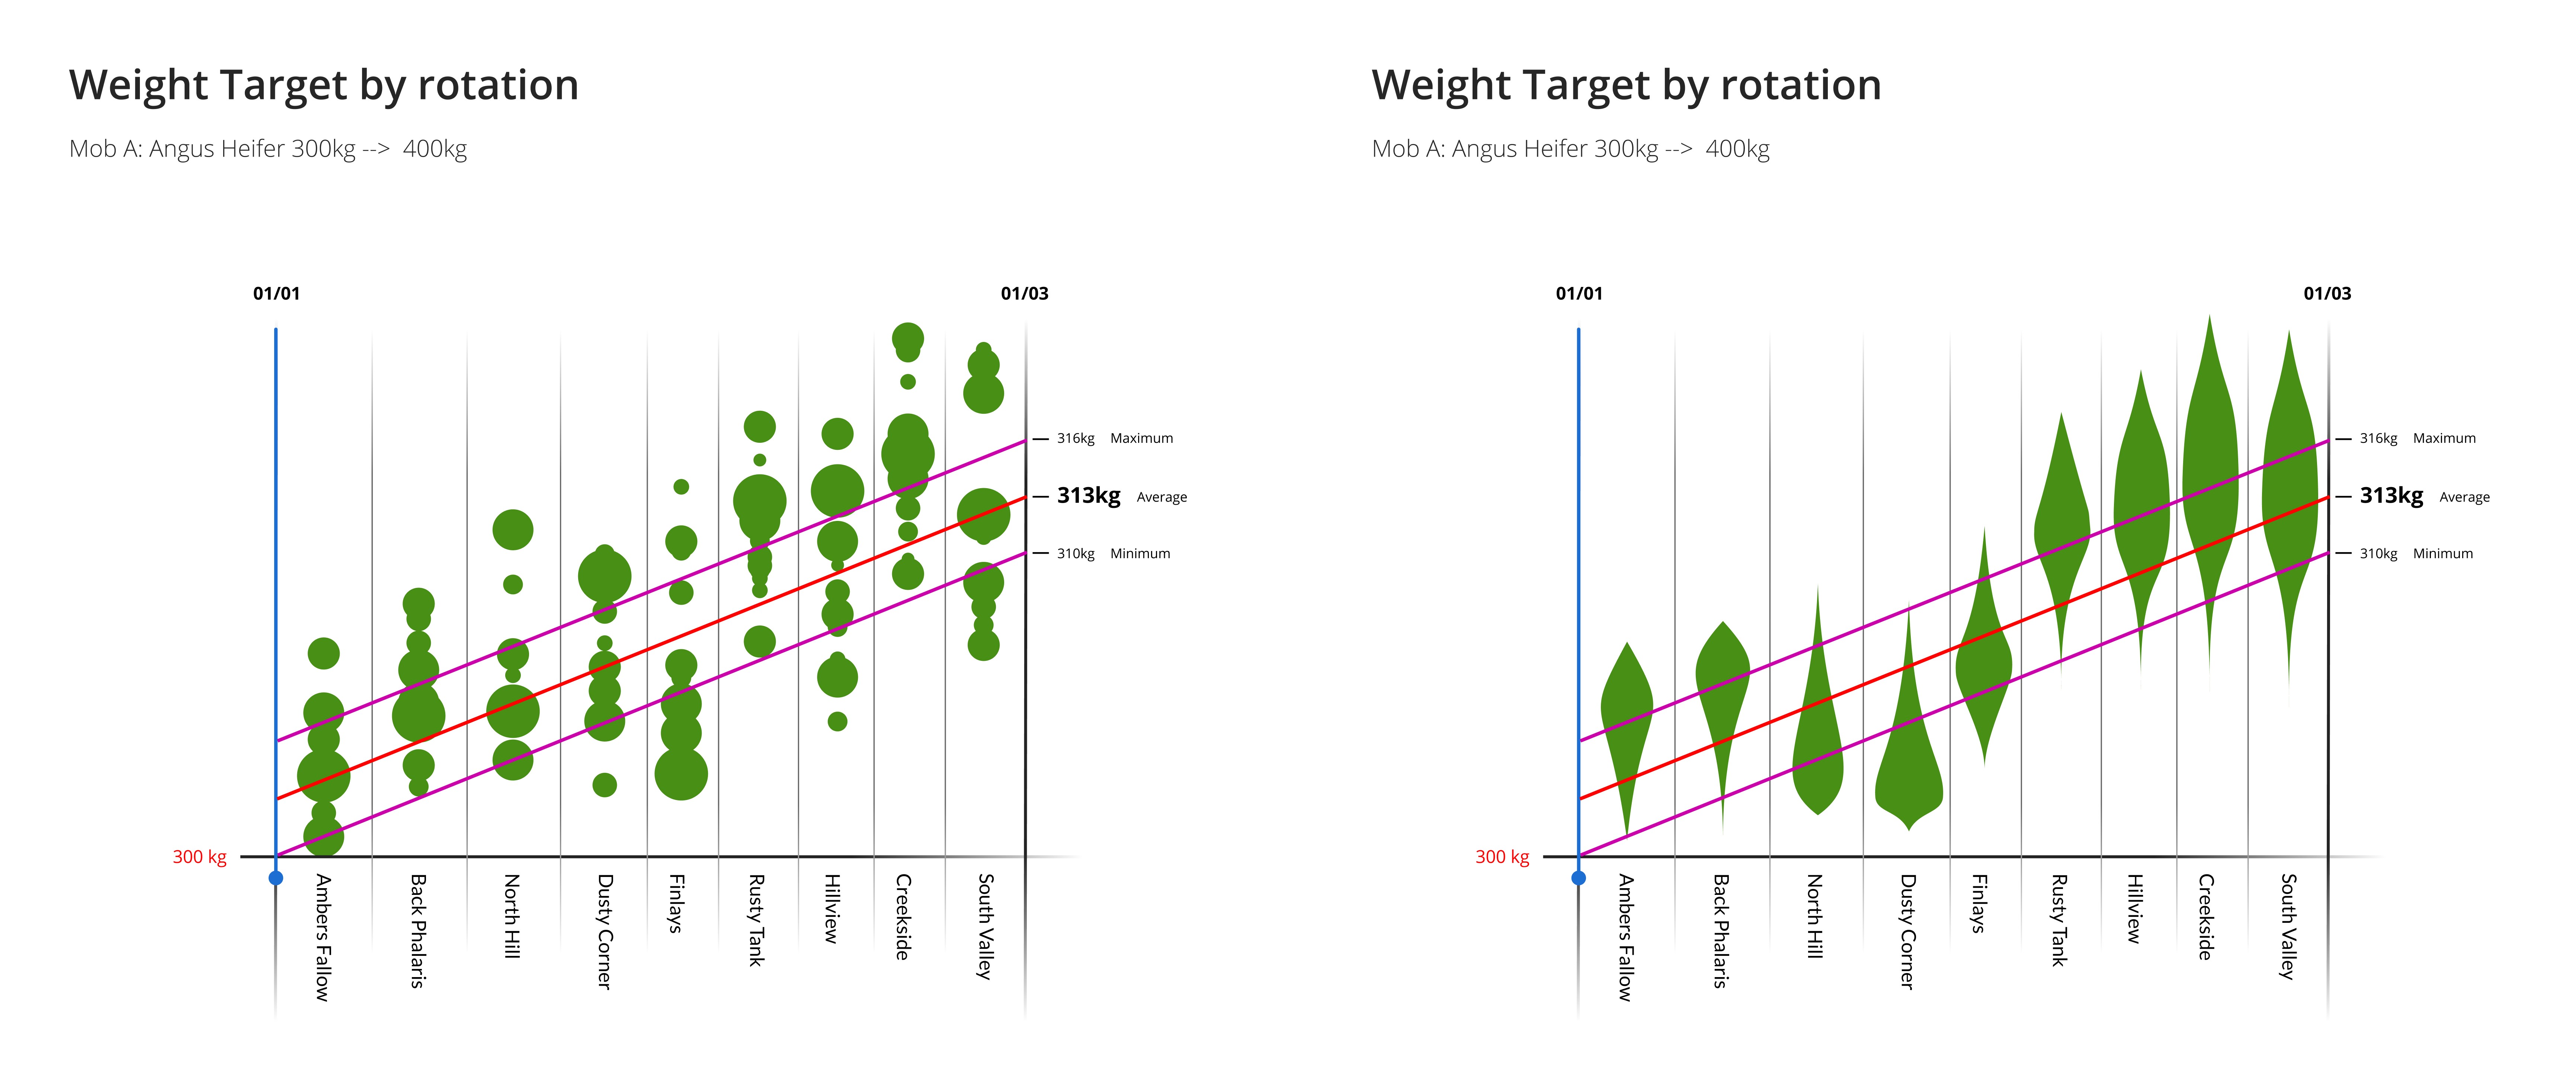 Weight Target by rotation
Mob A: Angus Heifer 300kg --> 400kg
01/01
01/03
316kg Maximum
313kg Average
310kg Minimum
300 kg
Ambers Fallow
Back Phalaris
North Hill
Dusty Corner
Finlays
Rusty Tank
Hillview
Creekside
South Valley
Weight Target by rotation
Mob A: Angus Heifer 300kg --> 400kg
01/01
01/03
316kg Maximum
313kg Average
310kg Minimum
300 kg
Ambers Fallow
Back Phalaris
North Hill
Dusty Corner
Finlays
Rusty Tank
Hillview
Creekside
South Valley